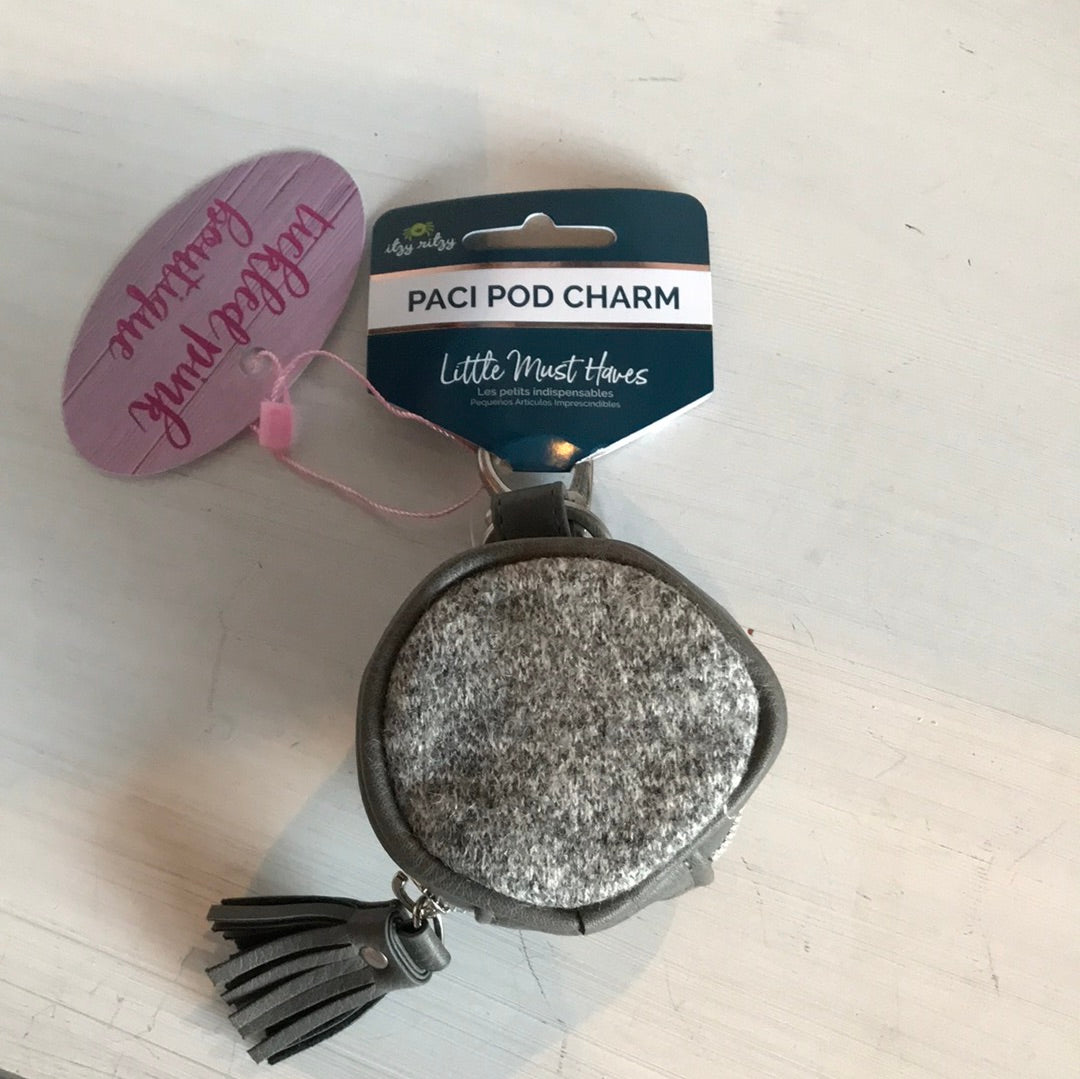 tickled pink
boutique
itzy ritzy
PACI POD CHARM
Little Must Haves
Les petits indispensables
Pequeños Artículos Imprescindibles